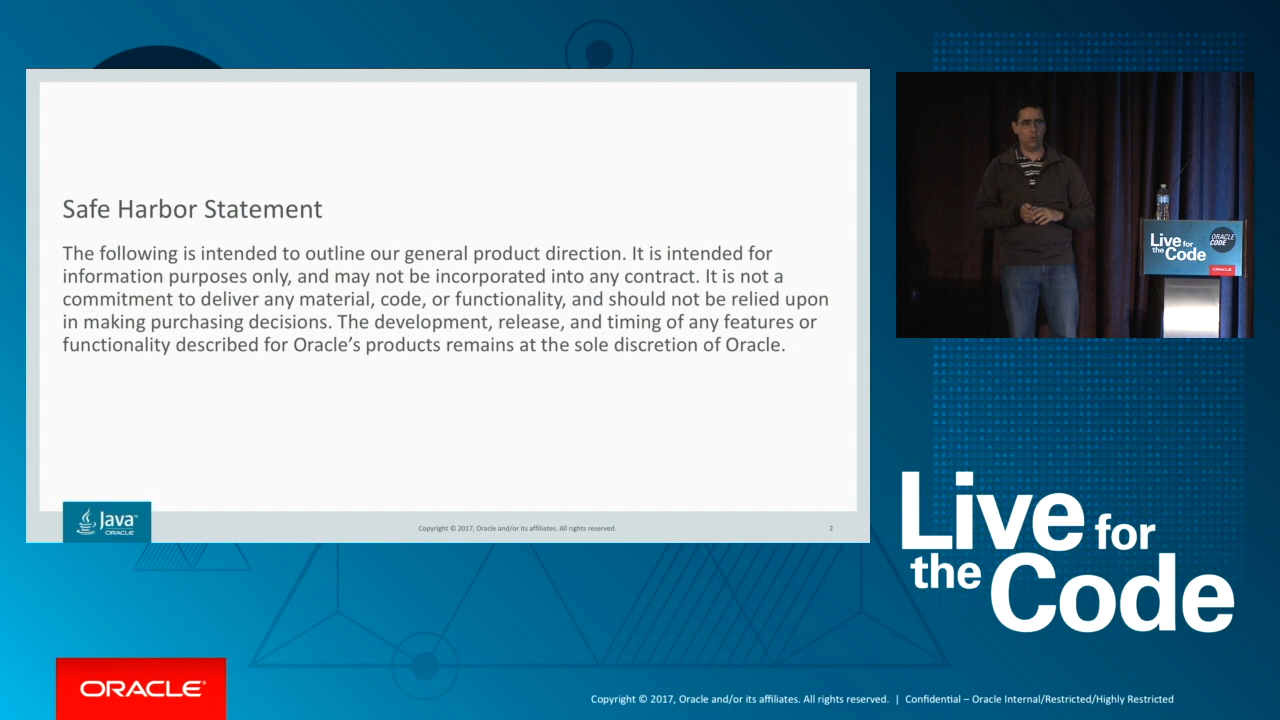 Safe Harbor Statement
The following is intended to outline our general product direction. It is intended for
information purposes only, and may not be incorporated into any contract. It is not a
commitment to deliver any material, code, or functionality, and should not be relied upon
in making purchasing decisions. The development, release, and timing of any features or
functionality described for Oracle’s products remains at the sole discretion of Oracle.
Java™
ORACLE
Copyright © 2017, Oracle and/or its affiliates. All rights reserved.
2
Live for
the Code
ORACLE
CODE
ORACLE
Live for
the Code
ORACLE®
Copyright © 2017, Oracle and/or its affiliates. All rights reserved. | Confidential – Oracle Internal/Restricted/Highly Restricted